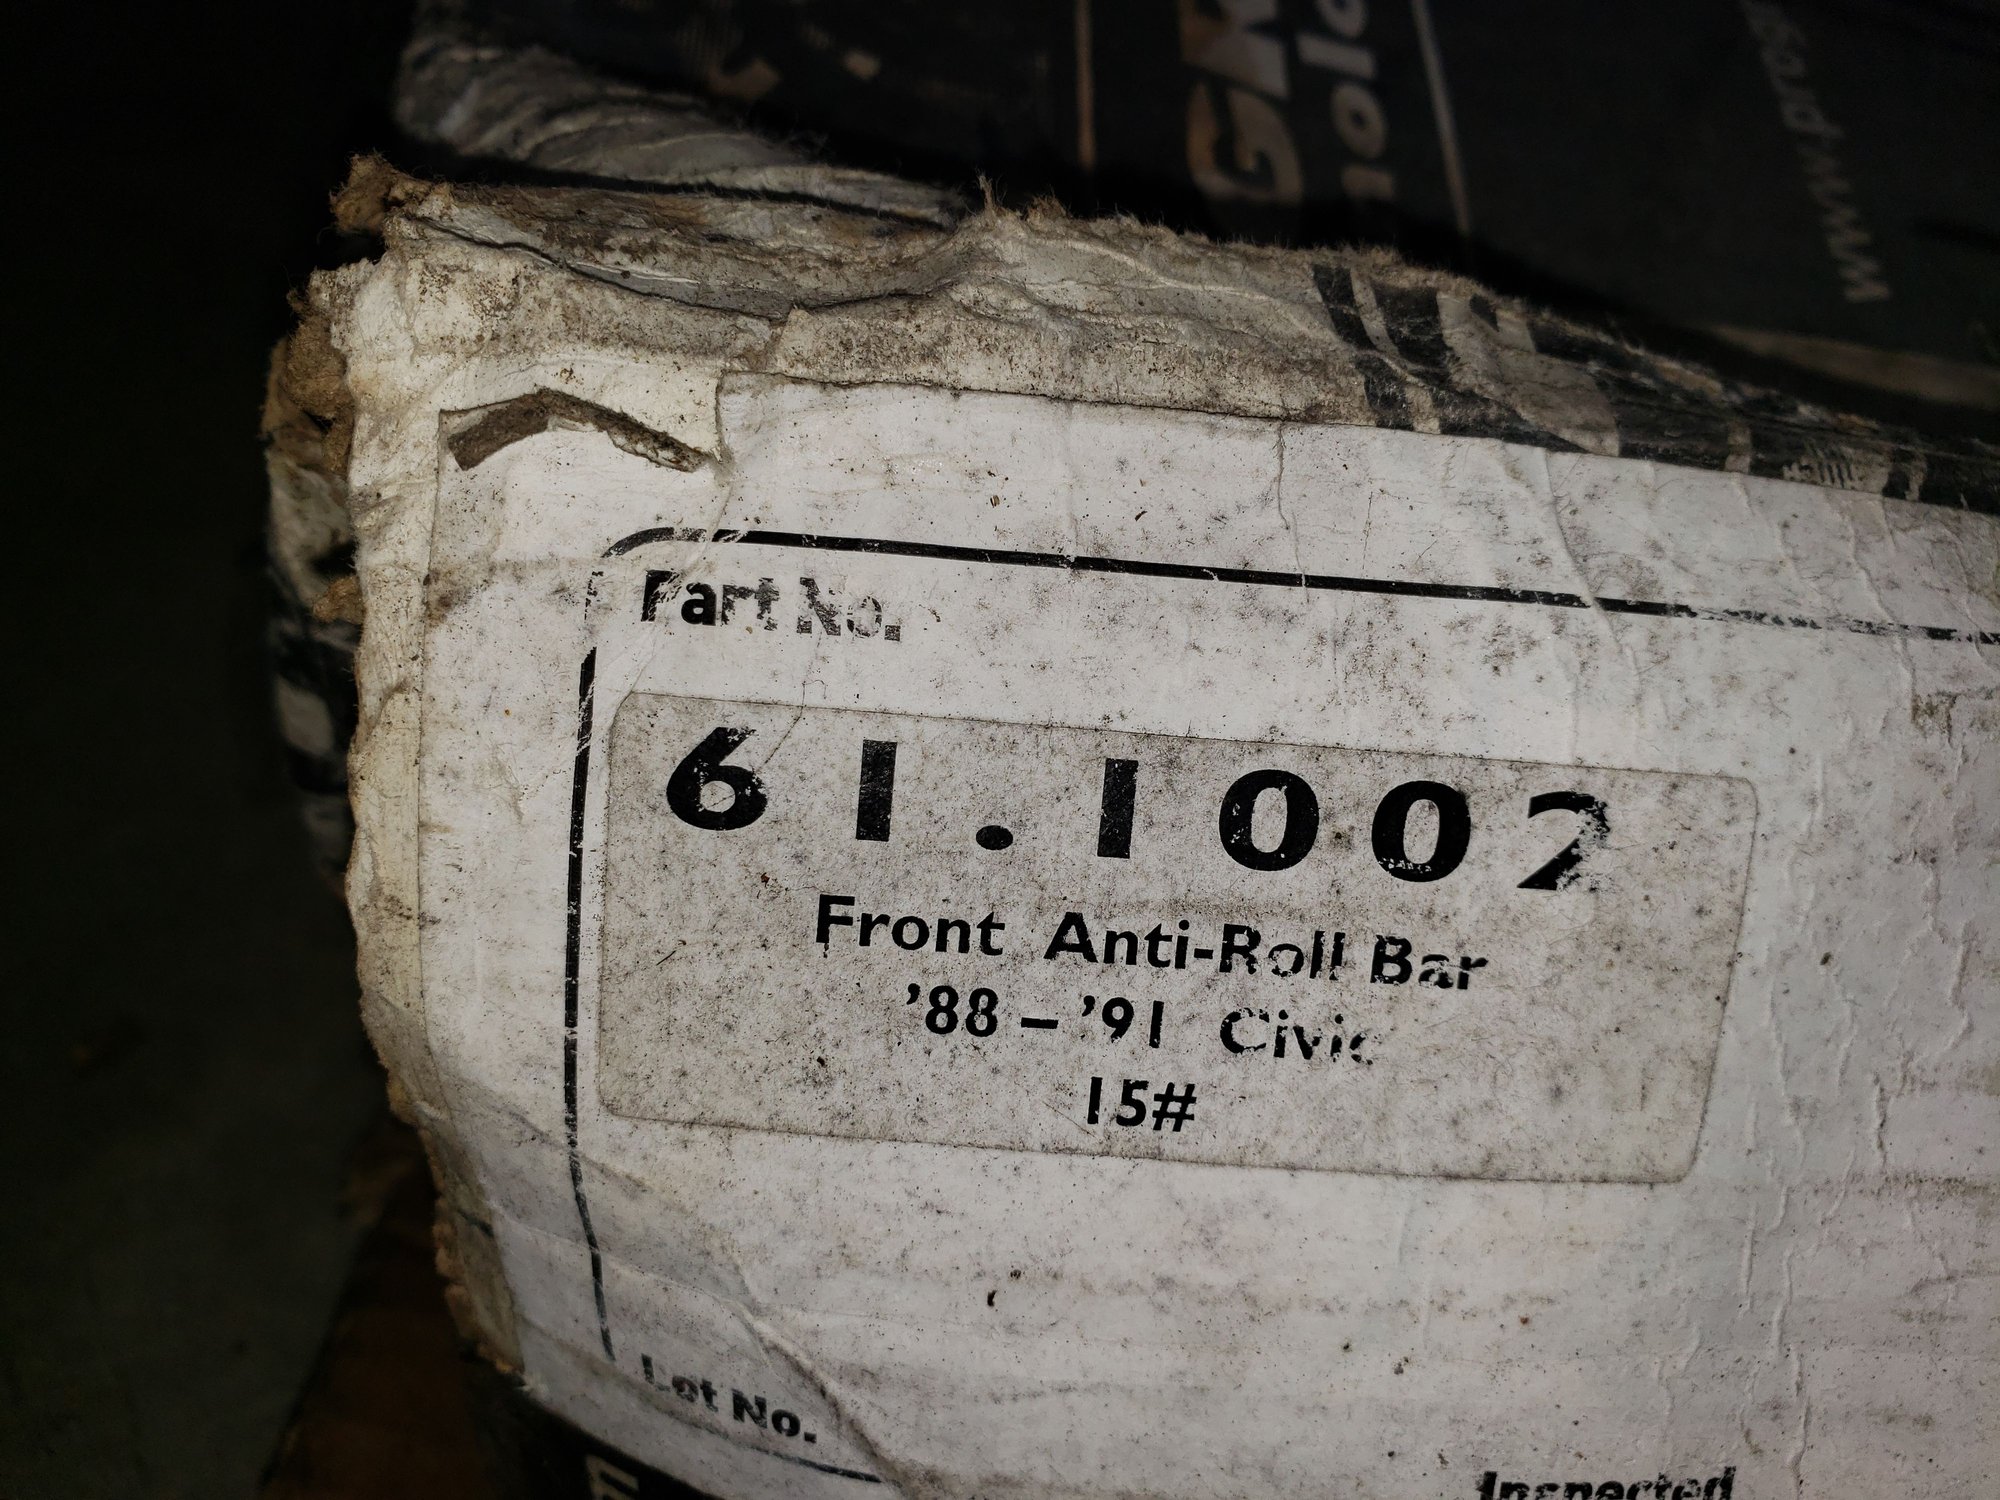 Part No.
61.1002
Front Anti-Roll Bar
'88 – '91 Civic
15#
Lot No.
Inspected